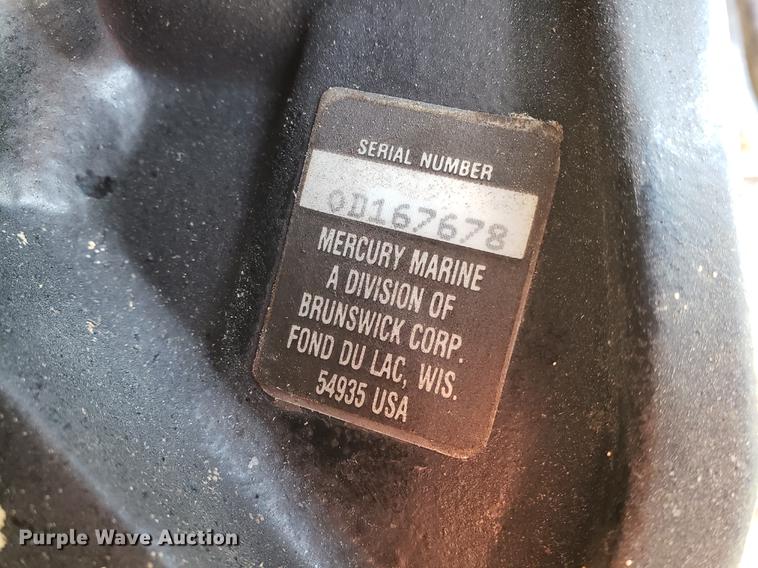 SERIAL NUMBER
0D167678
MERCURY MARINE
A DIVISION OF
BRUNSWICK CORP.
FOND DU LAC, WIS.
54935 USA
Purple Wave Auction